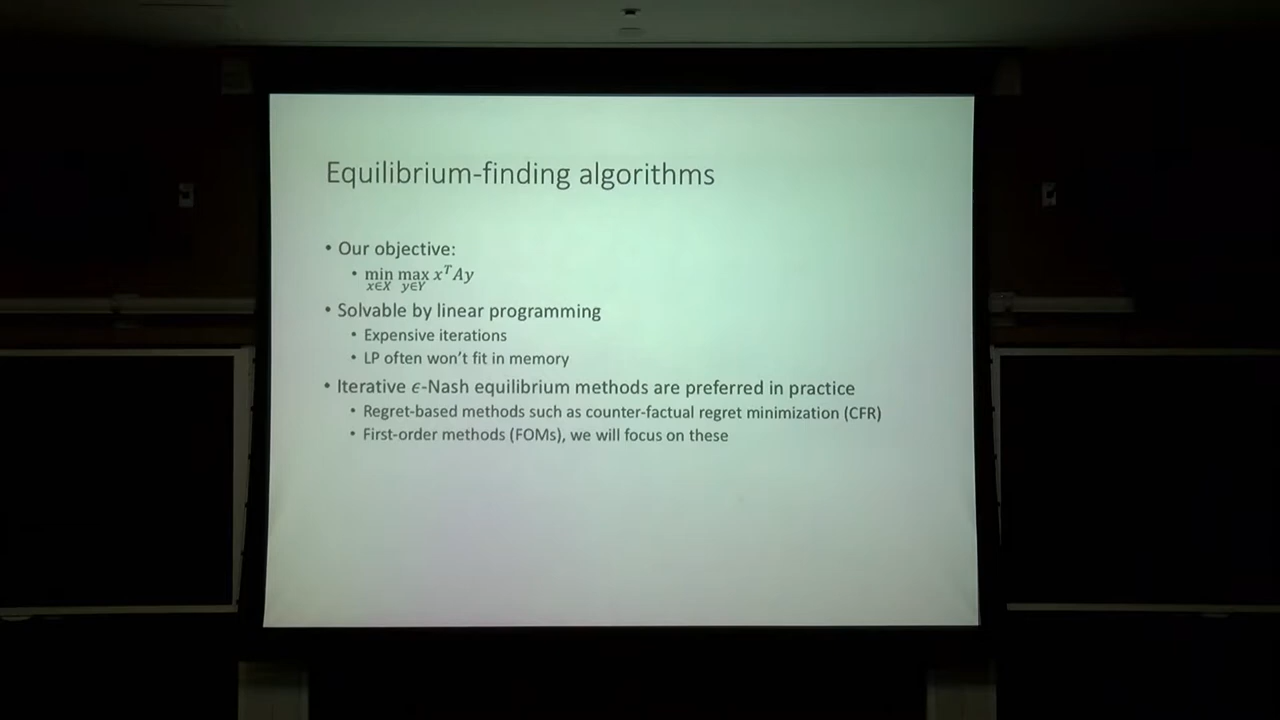 Equilibrium-finding algorithms
• Our objective:
• min max xᵀAy
x∈X y∈Y
• Solvable by linear programming
• Expensive iterations
• LP often won't fit in memory
• Iterative ϵ-Nash equilibrium methods are preferred in practice
• Regret-based methods such as counter-factual regret minimization (CFR)
• First-order methods (FOMs), we will focus on these